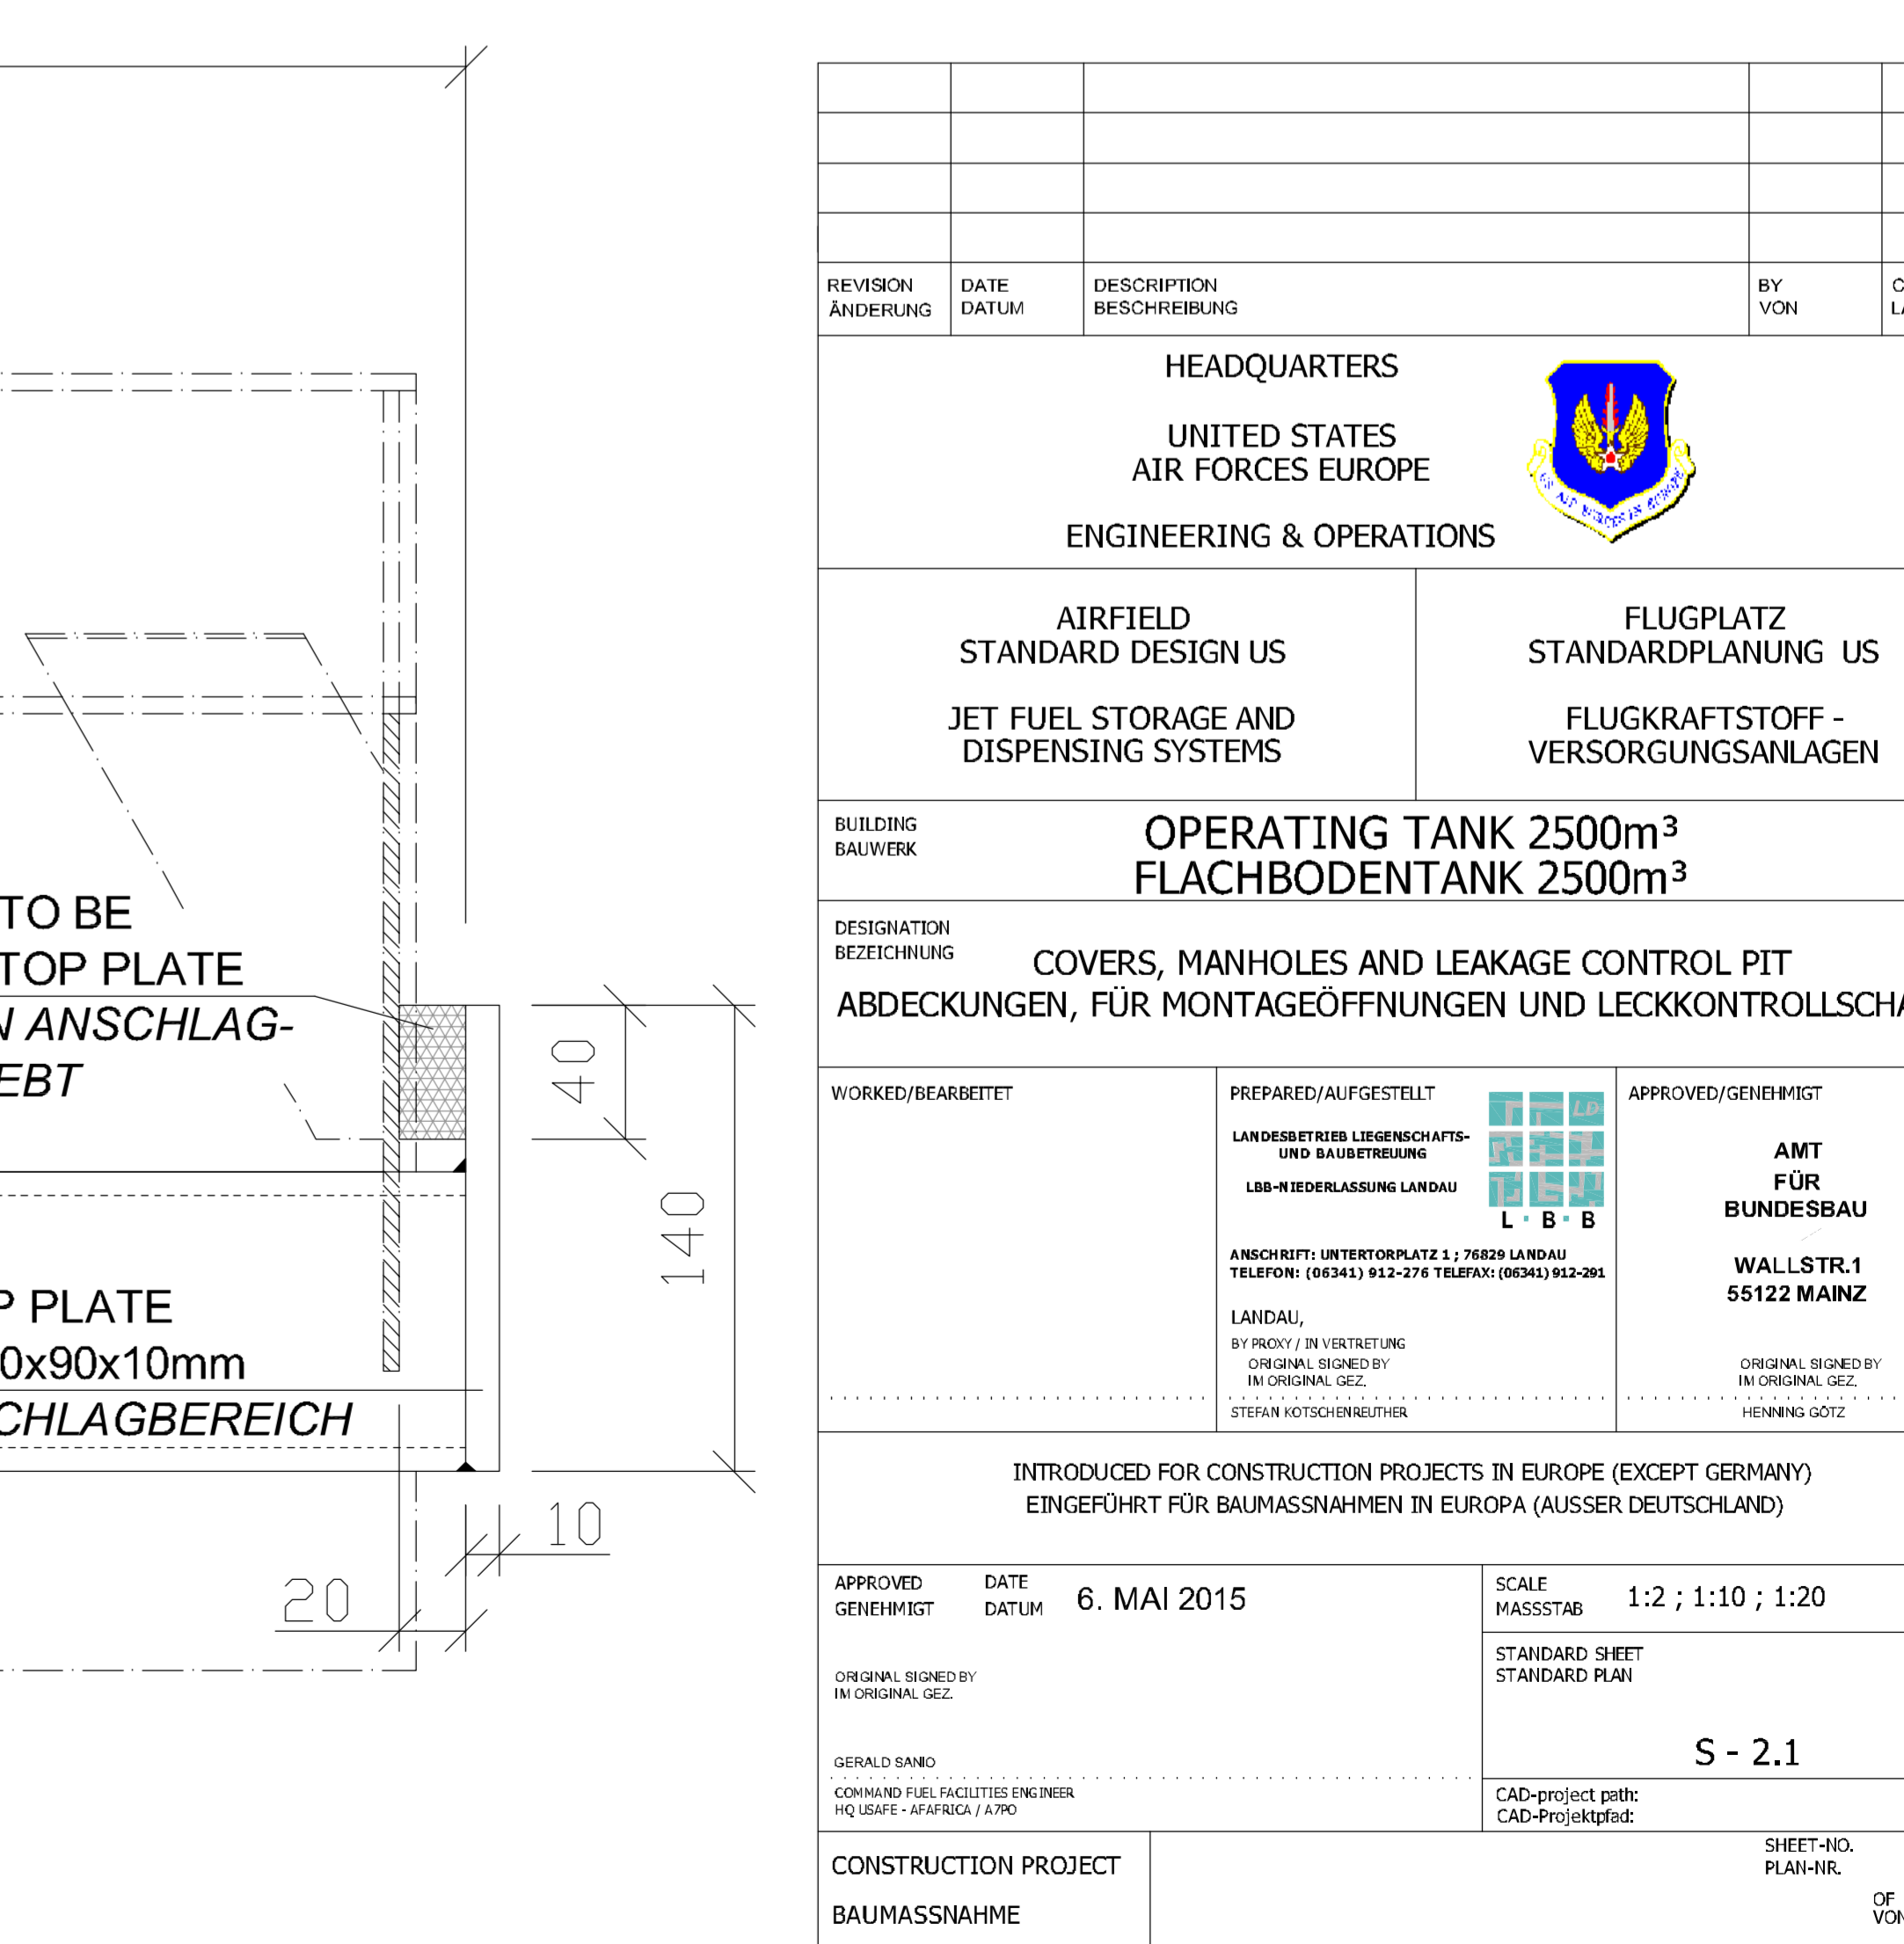 TO BE
TOP PLATE
N ANSCHLAG-
EBT
P PLATE
0x90x10mm
CHLAGBEREICH
40
140
10
20
REVISION
ÄNDERUNG
DATE
DATUM
DESCRIPTION
BESCHREIBUNG
BY
VON
HEADQUARTERS
UNITED STATES
AIR FORCES EUROPE
ENGINEERING & OPERATIONS
AIRFIELD
STANDARD DESIGN US
JET FUEL STORAGE AND
DISPENSING SYSTEMS
FLUGPLATZ
STANDARDPLANUNG US
FLUGKRAFTSTOFF -
VERSORGUNGSANLAGEN
BUILDING
BAUWERK
OPERATING TANK 2500m³
FLACHBODENTANK 2500m³
DESIGNATION
BEZEICHNUNG
COVERS, MANHOLES AND LEAKAGE CONTROL PIT
ABDECKUNGEN, FÜR MONTAGEÖFFNUNGEN UND LECKKONTROLLSCHA
WORKED/BEARBEITET
PREPARED/AUFGESTELLT
LANDESBETRIEB LIEGENSCHAFTS-
UND BAUBETREUUNG
LBB-NIEDERLASSUNG LANDAU
LD
L · B · B
ANSCHRIFT: UNTERTORPLATZ 1 ; 76829 LANDAU
TELEFON: (06341) 912-276 TELEFAX: (06341) 912-291
LANDAU,
BY PROXY / IN VERTRETUNG
ORIGINAL SIGNED BY
IM ORIGINAL GEZ.
STEFAN KOTSCHENREUTHER
APPROVED/GENEHMIGT
AMT
FÜR
BUNDESBAU
WALLSTR.1
55122 MAINZ
ORIGINAL SIGNED BY
IM ORIGINAL GEZ.
HENNING GÖTZ
INTRODUCED FOR CONSTRUCTION PROJECTS IN EUROPE (EXCEPT GERMANY)
EINGEFÜHRT FÜR BAUMASSNAHMEN IN EUROPA (AUSSER DEUTSCHLAND)
APPROVED
GENEHMIGT
DATE
DATUM
6. MAI 2015
ORIGINAL SIGNED BY
IM ORIGINAL GEZ.
GERALD SANIO
COMMAND FUEL FACILITIES ENGINEER
HQ USAFE - AFAFRICA / A7PO
SCALE
MASSSTAB
1:2 ; 1:10 ; 1:20
STANDARD SHEET
STANDARD PLAN
S - 2.1
CAD-project path:
CAD-Projektpfad:
CONSTRUCTION PROJECT
BAUMASSNAHME
SHEET-NO.
PLAN-NR.
OF
VON